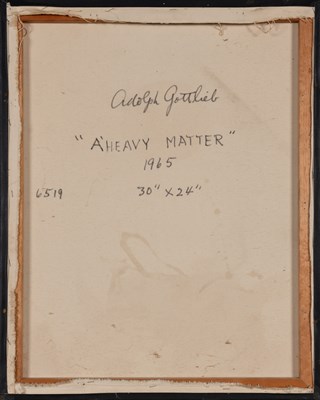 Adolph Gottlieb
"A'HEAVY MATTER"
1965
6519 30" x 24"